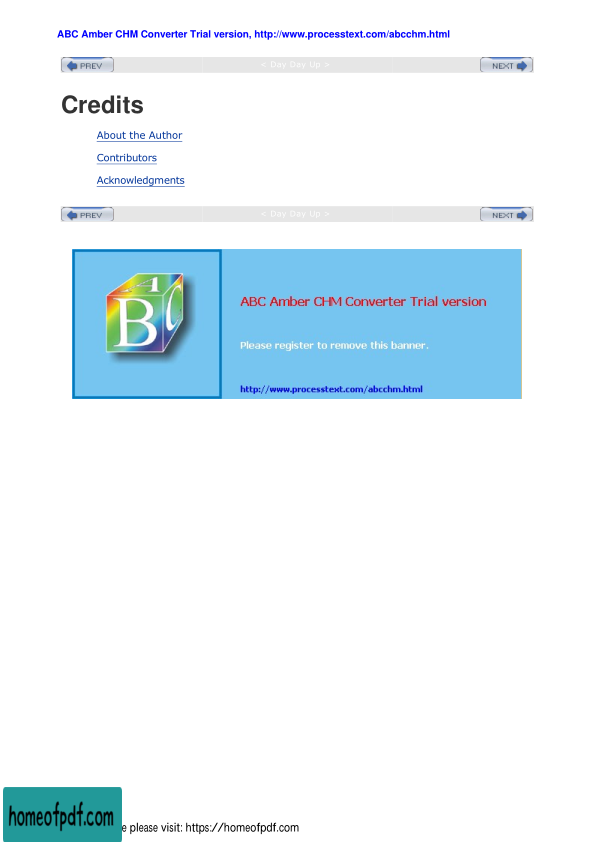 ABC Amber CHM Converter Trial version, http://www.processtext.com/abcchm.html
PREV < Day Day Up > NEXT
Credits
About the Author
Contributors
Acknowledgments
PREV < Day Day Up > NEXT
ABC
ABC Amber CHM Converter Trial version
Please register to remove this banner.
http://www.processtext.com/abcchm.html
homeofpdf.com
e please visit: https://homeofpdf.com